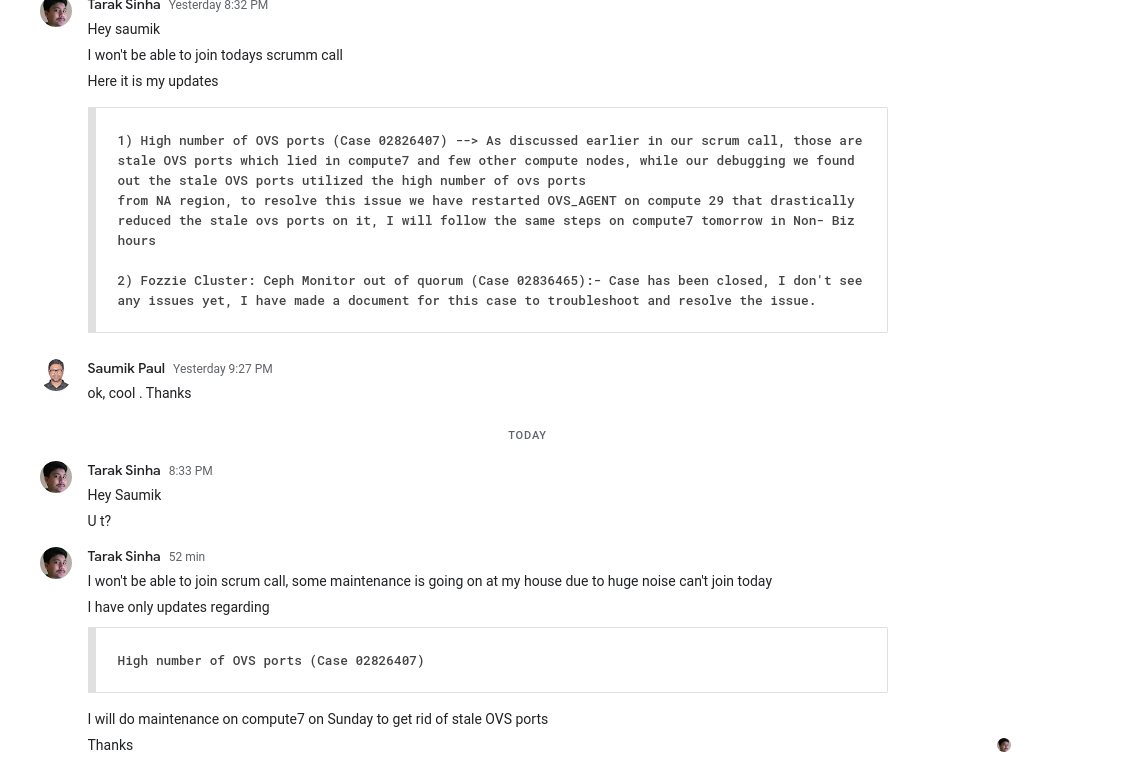 Tarak Sinha Yesterday 8:32 PM
Hey saumik
I won't be able to join todays scrumm call
Here it is my updates
1) High number of OVS ports (Case 02826407) --> As discussed earlier in our scrum call, those are
stale OVS ports which lied in compute7 and few other compute nodes, while our debugging we found
out the stale OVS ports utilized the high number of ovs ports
from NA region, to resolve this issue we have restarted OVS_AGENT on compute 29 that drastically
reduced the stale ovs ports on it, I will follow the same steps on compute7 tomorrow in Non- Biz
hours
2) Fozzie Cluster: Ceph Monitor out of quorum (Case 02836465):- Case has been closed, I don't see
any issues yet, I have made a document for this case to troubleshoot and resolve the issue.
Saumik Paul Yesterday 9:27 PM
ok, cool . Thanks
TODAY
Tarak Sinha 8:33 PM
Hey Saumik
U t?
Tarak Sinha 52 min
I won't be able to join scrum call, some maintenance is going on at my house due to huge noise can't join today
I have only updates regarding
High number of OVS ports (Case 02826407)
I will do maintenance on compute7 on Sunday to get rid of stale OVS ports
Thanks